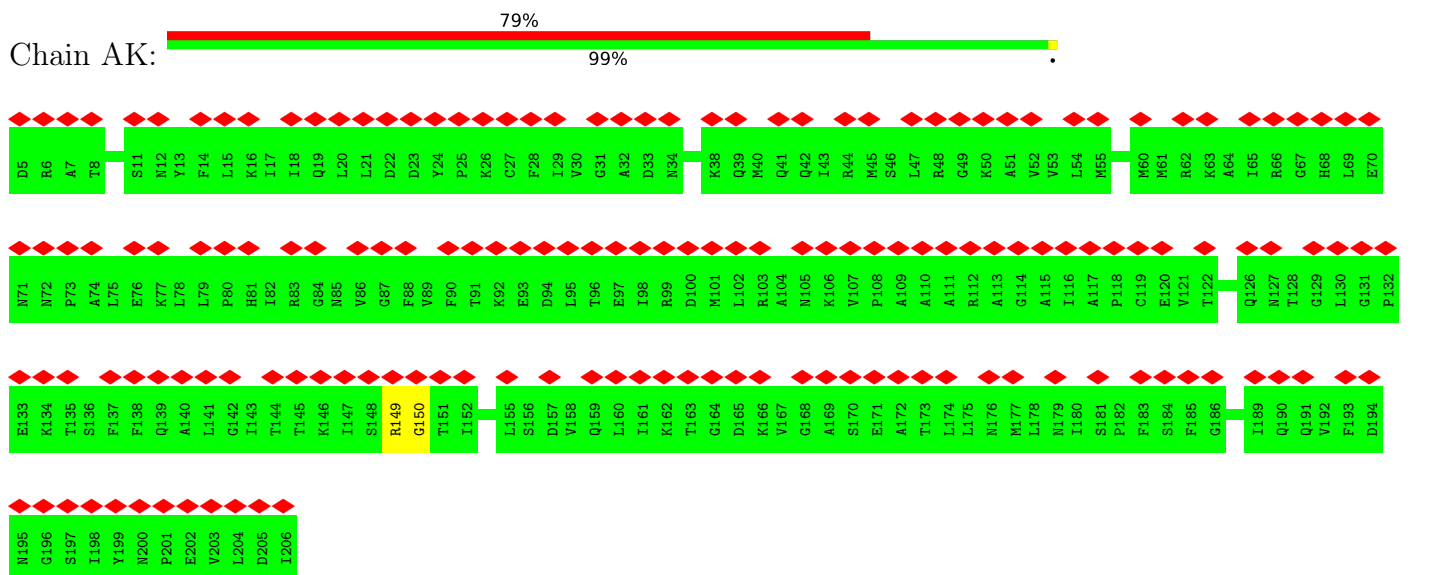 79%
Chain AK:
99%
.
D5 R6 A7 T8 S11 N12 Y13 F14 L15 K16 I17 I18 Q19 L20 L21 D22 D23 Y24 P25 K26 C27 F28 I29 V30 G31 A32 D33 N34 K38 Q39 M40 Q41 Q42 I43 R44 M45 S46 L47 R48 G49 K50 A51 V52 V53 L54 M55 M60 M61 R62 K63 A64 I65 R66 G67 H68 L69 E70
N71 N72 P73 A74 L75 E76 K77 L78 L79 P80 H81 I82 R83 G84 N85 V86 G87 F88 V89 F90 T91 K92 E93 D94 L95 T96 E97 I98 R99 D100 M101 L102 R103 A104 N105 K106 V107 P108 A109 A110 A111 R112 A113 G114 A115 I116 A117 P118 C119 E120 V121 T122 Q126 N127 T128 G129 L130 G131 P132
E133 K134 T135 S136 F137 F138 Q139 A140 L141 G142 I143 T144 T145 K146 I147 S148 R149 G150 T151 I152 L155 S156 D157 V158 Q159 L160 I161 K162 T163 G164 D165 K166 V167 G168 A169 S170 E171 A172 T173 L174 L175 N176 M177 L178 N179 I180 S181 P182 F183 S184 F185 G186 I189 Q190 Q191 V192 F193 D194
N195 G196 S197 I198 Y199 N200 P201 E202 V203 L204 D205 I206